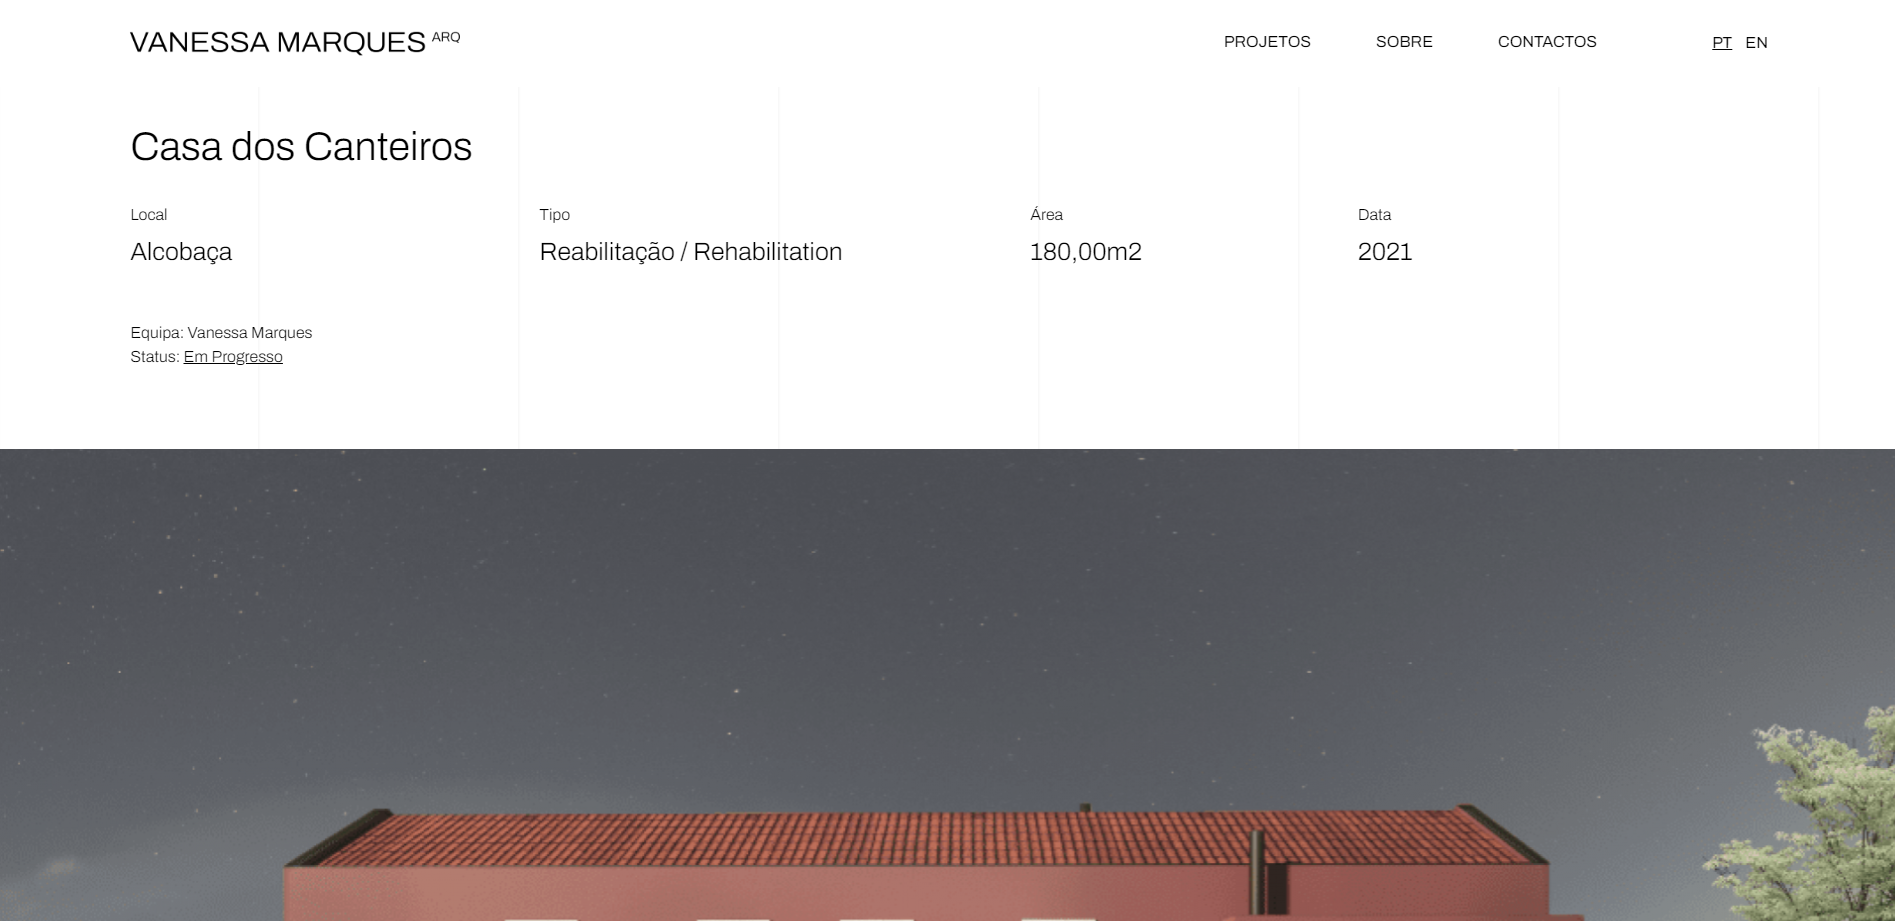 VANESSA MARQUES ARQ
PROJETOS SOBRE CONTACTOS PT EN
Casa dos Canteiros
Local Tipo Área Data
Alcobaça Reabilitação / Rehabilitation 180,00m2 2021
Equipa: Vanessa Marques
Status: Em Progresso